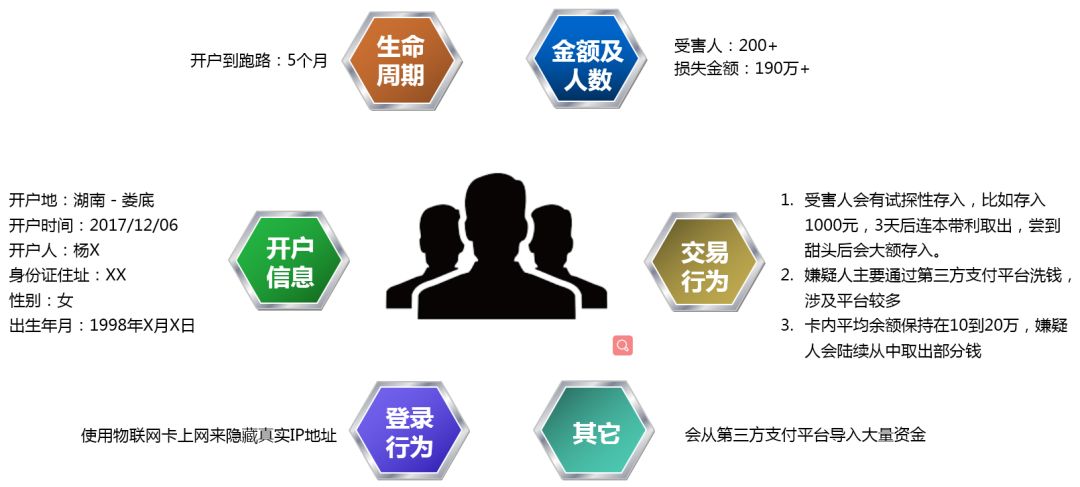 开户到跑路：5个月
生命
周期
金额及
人数
受害人：200+
损失金额：190万+
开户地：湖南 - 娄底
开户时间：2017/12/06
开户人：杨X
身份证住址：XX
性别：女
出生年月：1998年X月X日
开户
信息
交易
行为
1. 受害人会有试探性存入，比如存入
1000元，3天后连本带利取出，尝到
甜头后会大额存入。
2. 嫌疑人主要通过第三方支付平台洗钱，
涉及平台较多
3. 卡内平均余额保持在10到20万，嫌疑
人会陆续从中取出部分钱
使用物联网卡上网来隐藏真实IP地址
登录
行为
其它
会从第三方支付平台导入大量资金